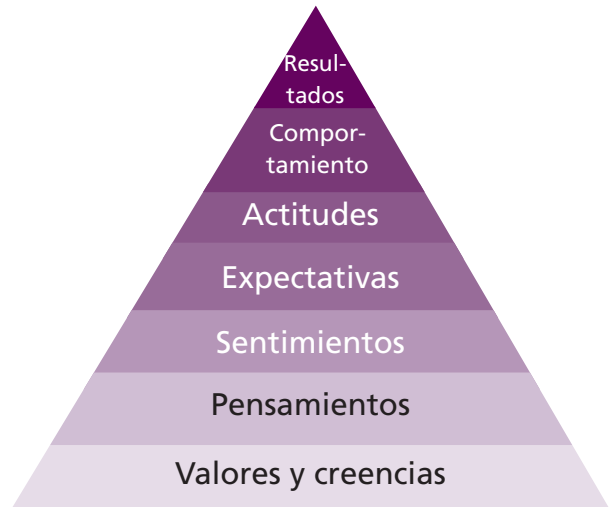 Resul-
tados
Compor-
tamiento
Actitudes
Expectativas
Sentimientos
Pensamientos
Valores y creencias